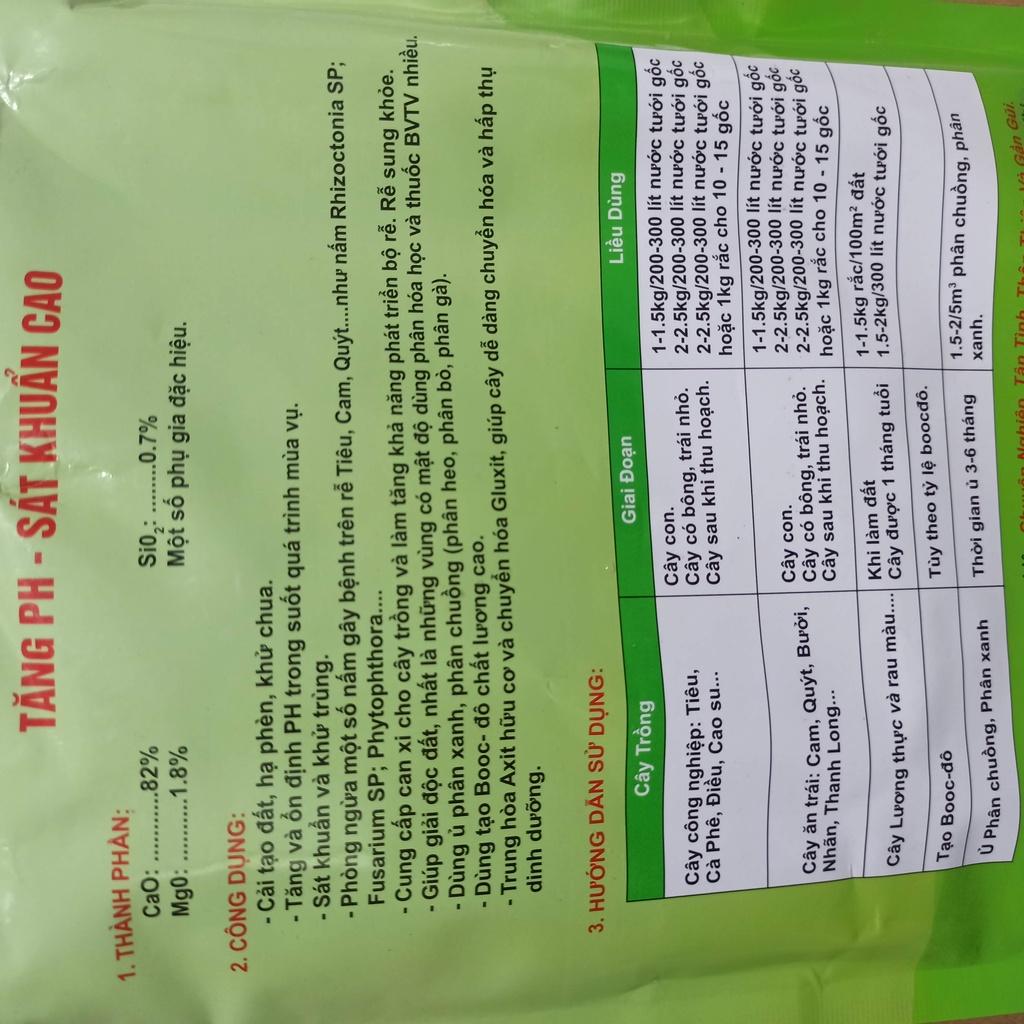 TĂNG PH - SÁT KHUẨN CAO
1. THÀNH PHẦN:
CaO: ...........82% SiO₂: .........0.7%
Mg0: ...........1.8% Một số phụ gia đặc hiệu.
2. CÔNG DỤNG:
- Cải tạo đất, hạ phèn, khử chua.
- Tăng và ổn định PH trong suốt quá trình mùa vụ.
- Sát khuẩn và khử trùng.
- Phòng ngừa một số nấm gây bệnh trên rễ Tiêu, Cam, Quýt....như nấm Rhizoctonia SP;
Fusarium SP; Phytophthora....
- Cung cấp can xi cho cây trồng và làm tăng khả năng phát triển bộ rễ. Rễ sung khỏe.
- Giúp giải độc đất, nhất là những vùng có mật độ dùng phân hóa học và thuốc BVTV nhiều.
- Dùng ủ phân xanh, phân chuồng (phân heo, phân bò, phân gà).
- Dùng tạo Booc- đô chất lượng cao.
- Trung hòa Axit hữu cơ và chuyển hóa Gluxit, giúp cây dễ dàng chuyển hóa và hấp thụ
dinh dưỡng.
3. HƯỚNG DẪN SỬ DỤNG:
Cây Trồng Giai Đoạn Liều Dùng
Cây công nghiệp: Tiêu,
Cà Phê, Điều, Cao su...
Cây con. 1-1.5kg/200-300 lít nước tưới gốc
Cây có bông, trái nhỏ. 2-2.5kg/200-300 lít nước tưới gốc
Cây sau khi thu hoạch. 2-2.5kg/200-300 lít nước tưới gốc
hoặc 1kg rắc cho 10 - 15 gốc
Cây ăn trái: Cam, Quýt, Bưởi,
Nhãn, Thanh Long...
Cây con. 1-1.5kg/200-300 lít nước tưới gốc
Cây có bông, trái nhỏ. 2-2.5kg/200-300 lít nước tưới gốc
Cây sau khi thu hoạch. 2-2.5kg/200-300 lít nước tưới gốc
hoặc 1kg rắc cho 10 - 15 gốc
Cây Lương thực và rau màu....
Khi làm đất 1-1.5kg rắc/100m² đất
Cây được 1 tháng tuổi 1.5-2kg/300 lít nước tưới gốc
Tạo Booc-đô Tùy theo tỷ lệ boocđô.
Ủ Phân chuồng, Phân xanh Thời gian ủ 3-6 tháng 1.5-2/5m³ phân chuồng, phân
xanh.
Nghiệp, Tận Tình, Thân Thiện Và Gần Gũi.